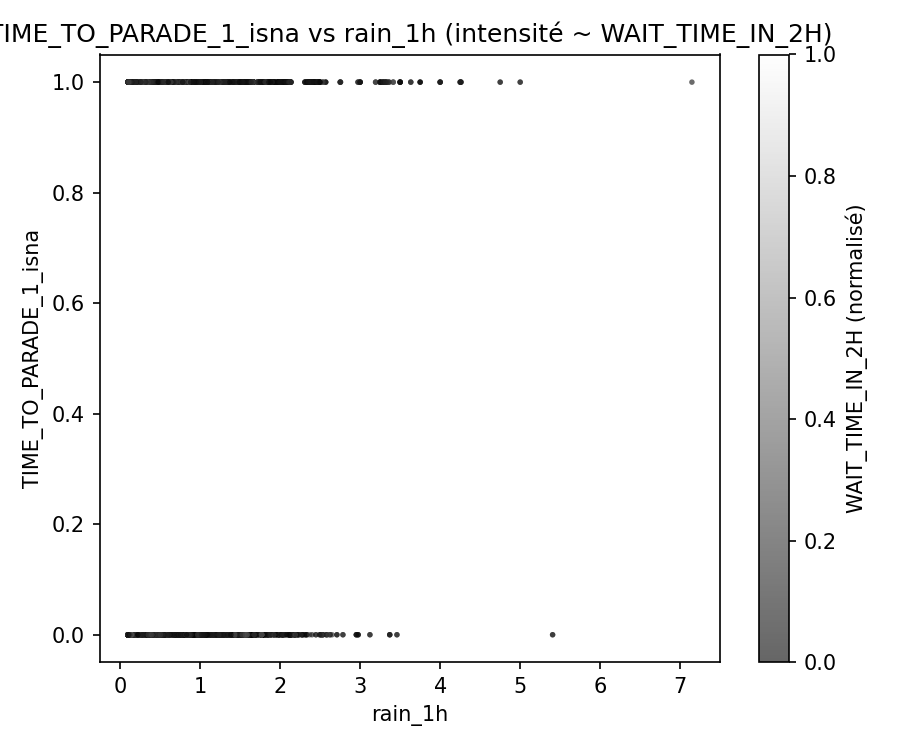 TIME_TO_PARADE_1_isna vs rain_1h (intensité ~ WAIT_TIME_IN_2H)
1.0
0.8
0.6
0.4
0.2
0.0
TIME_TO_PARADE_1_isna
0 1 2 3 4 5 6 7
rain_1h
1.0
0.8
0.6
0.4
0.2
0.0
WAIT_TIME_IN_2H (normalisé)